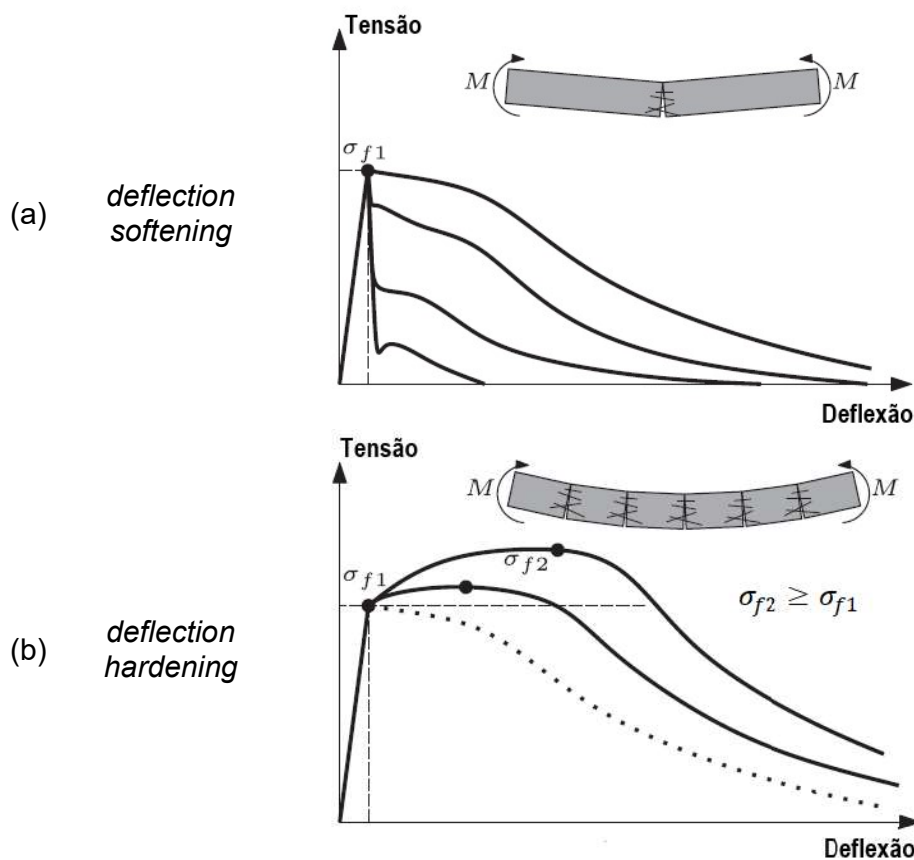 Tensão
M
M
σf1
(a)
deflection
softening
Deflexão
Tensão
M
M
σf1
σf2
σf2 ≥ σf1
(b)
deflection
hardening
Deflexão